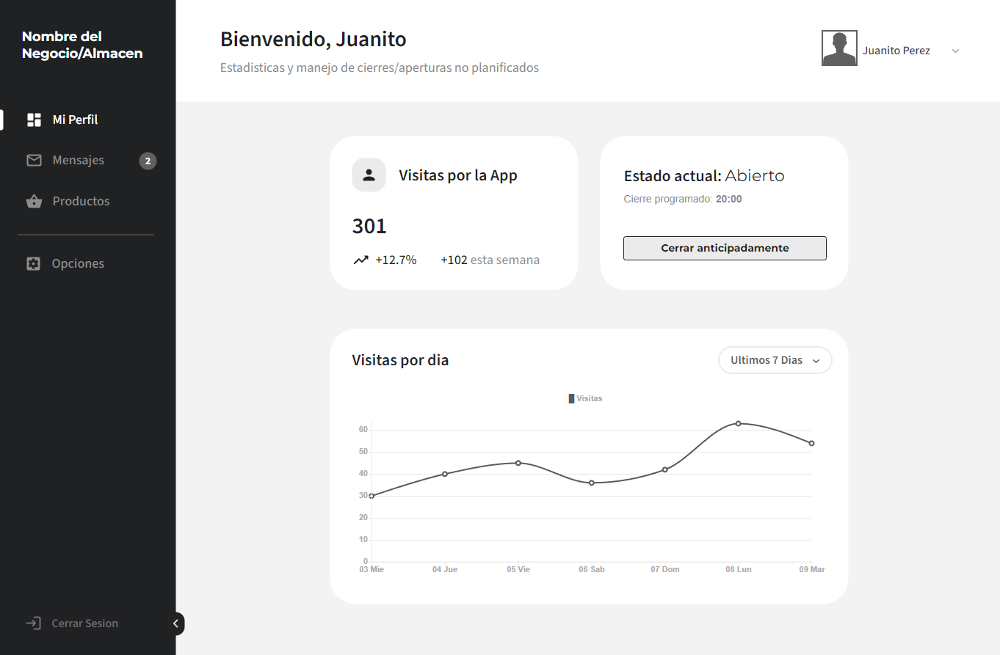 Nombre del
Negocio/Almacen
Mi Perfil
Mensajes 2
Productos
Opciones
Cerrar Sesion
Bienvenido, Juanito
Estadisticas y manejo de cierres/aperturas no planificados
Juanito Perez
Visitas por la App
301
+12.7% +102 esta semana
Estado actual: Abierto
Cierre programado: 20:00
Cerrar anticipadamente
Visitas por dia
Ultimos 7 Dias
Visitas
60
50
40
30
20
10
0
03 Mie 04 Jue 05 Vie 06 Sab 07 Dom 08 Lun 09 Mar